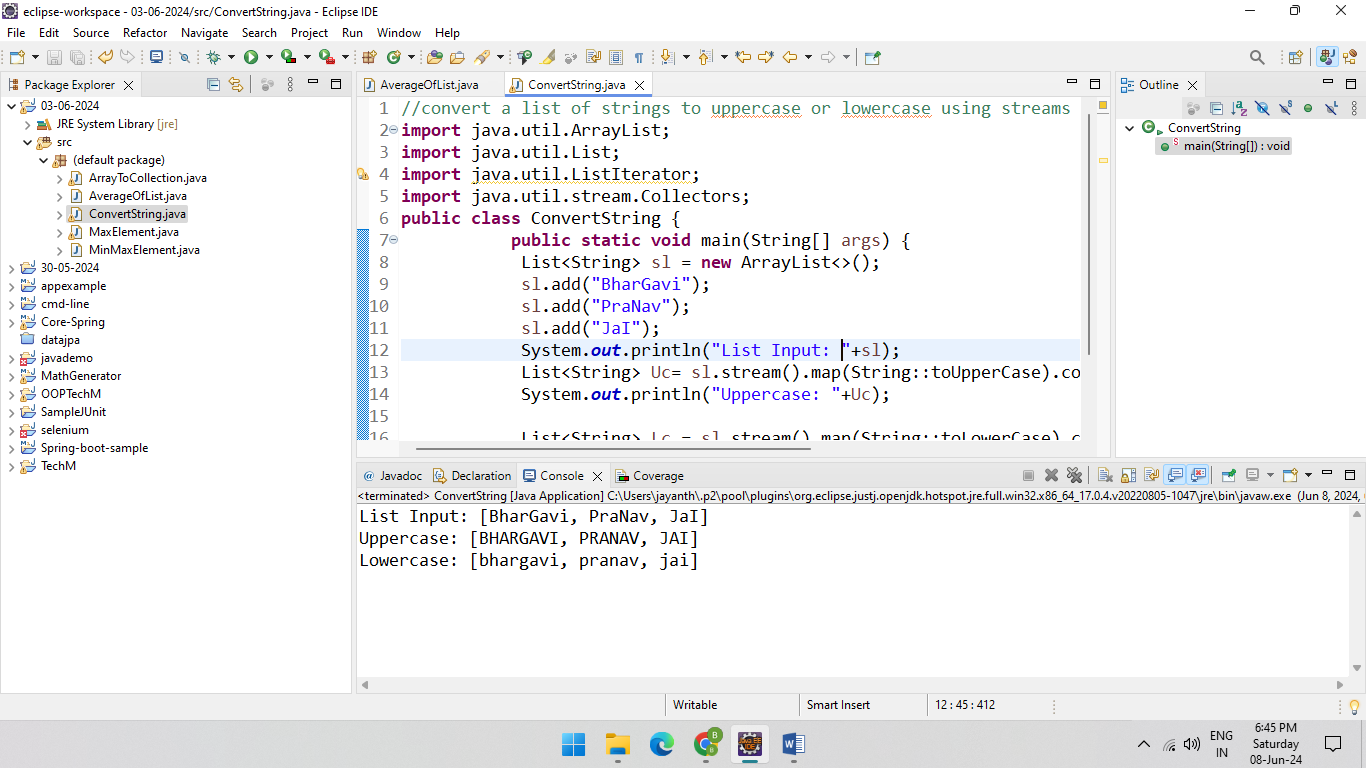 eclipse-workspace - 03-06-2024/src/ConvertString.java - Eclipse IDE
File Edit Source Refactor Navigate Search Project Run Window Help
Package Explorer
03-06-2024
JRE System Library [jre]
src
(default package)
ArrayToCollection.java
AverageOfList.java
ConvertString.java
MaxElement.java
MinMaxElement.java
30-05-2024
appexample
cmd-line
Core-Spring
datajpa
javademo
MathGenerator
OOPTechM
SampleJUnit
selenium
Spring-boot-sample
TechM
AverageOfList.java ConvertString.java
1 //convert a list of strings to uppercase or lowercase using streams
2 import java.util.ArrayList;
3 import java.util.List;
4 import java.util.ListIterator;
5 import java.util.stream.Collectors;
6 public class ConvertString {
7 public static void main(String[] args) {
8 List<String> sl = new ArrayList<>();
9 sl.add("BharGavi");
10 sl.add("PraNav");
11 sl.add("JaI");
12 System.out.println("List Input: "+sl);
13 List<String> Uc= sl.stream().map(String::toUpperCase).co
14 System.out.println("Uppercase: "+Uc);
15
16 List<String> Lc = sl.stream().map(String::toLowerCase).c
Outline
ConvertString
main(String[]) : void
Javadoc Declaration Console Coverage
<terminated> ConvertString [Java Application] C:\Users\jayanth\.p2\pool\plugins\org.eclipse.justj.openjdk.hotspot.jre.full.win32.x86_64_17.0.4.v20220805-1047\jre\bin\javaw.exe (Jun 8, 2024,
List Input: [BharGavi, PraNav, JaI]
Uppercase: [BHARGAVI, PRANAV, JAI]
Lowercase: [bhargavi, pranav, jai]
Writable Smart Insert 12 : 45 : 412
B
Java EE
IDE
ENG
IN
6:45 PM
Saturday
08-Jun-24